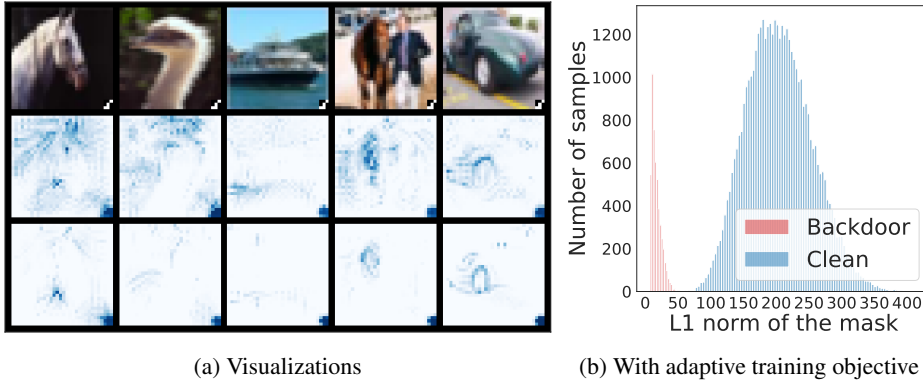 1200
1000
800
600
400
200
0
Number of samples
Backdoor
Clean
0 50 100 150 200 250 300 350 400
L1 norm of the mask
(a) Visualizations
(b) With adaptive training objective